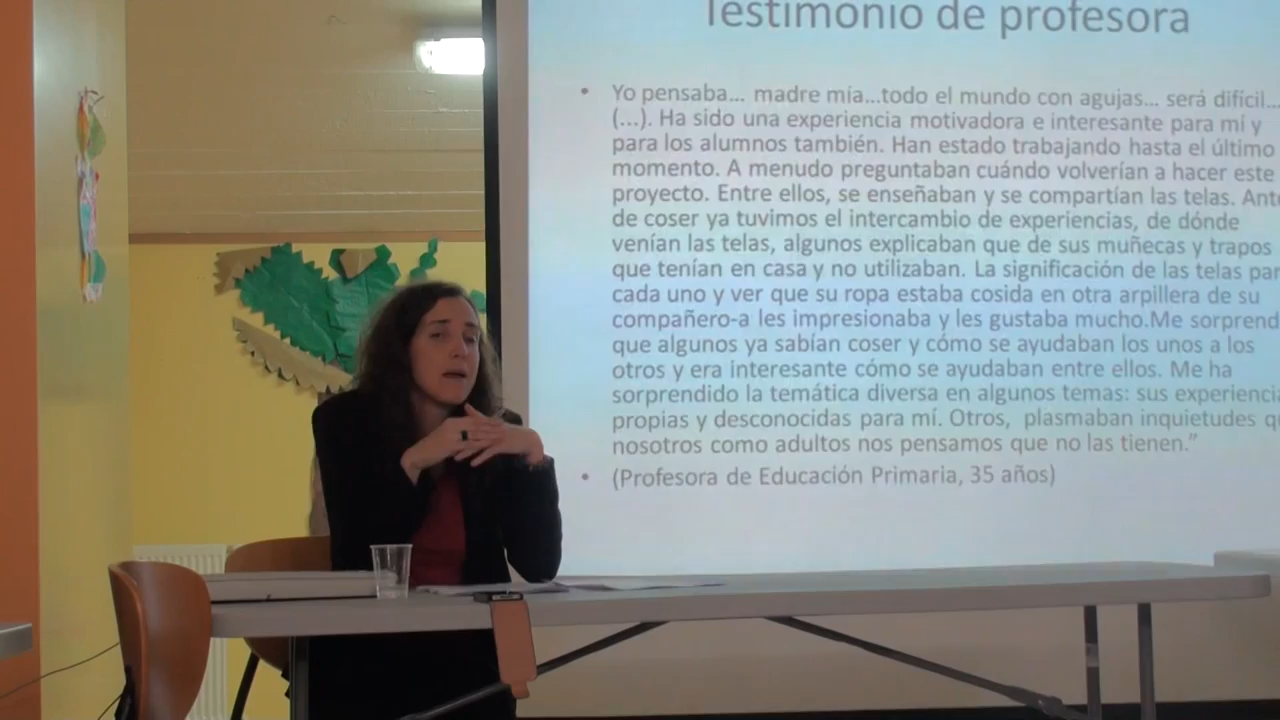 Testimonio de profesora
• Yo pensaba... madre mía...todo el mundo con agujas... será difícil...
(...). Ha sido una experiencia motivadora e interesante para mí y
para los alumnos también. Han estado trabajando hasta el último
momento. A menudo preguntaban cuándo volverían a hacer este
proyecto. Entre ellos, se enseñaban y se compartían las telas.
de coser ya tuvimos el intercambio de experiencias, de dónde
venían las telas, algunos explicaban que de sus muñecas y trapos
que tenían en casa y no utilizaban. La significación de las telas
cada uno y ver que su ropa estaba cosida en otra arpillera de su
compañero-a les impresionaba y les gustaba mucho.Me
que algunos ya sabían coser y cómo se ayudaban los unos a los
otros y era interesante cómo se ayudaban entre ellos. Me ha
sorprendido la temática diversa en algunos temas: sus
propias y desconocidas para mí. Otros, plasmaban inquietudes
nosotros como adultos nos pensamos que no las tienen.”
• (Profesora de Educación Primaria, 35 años)